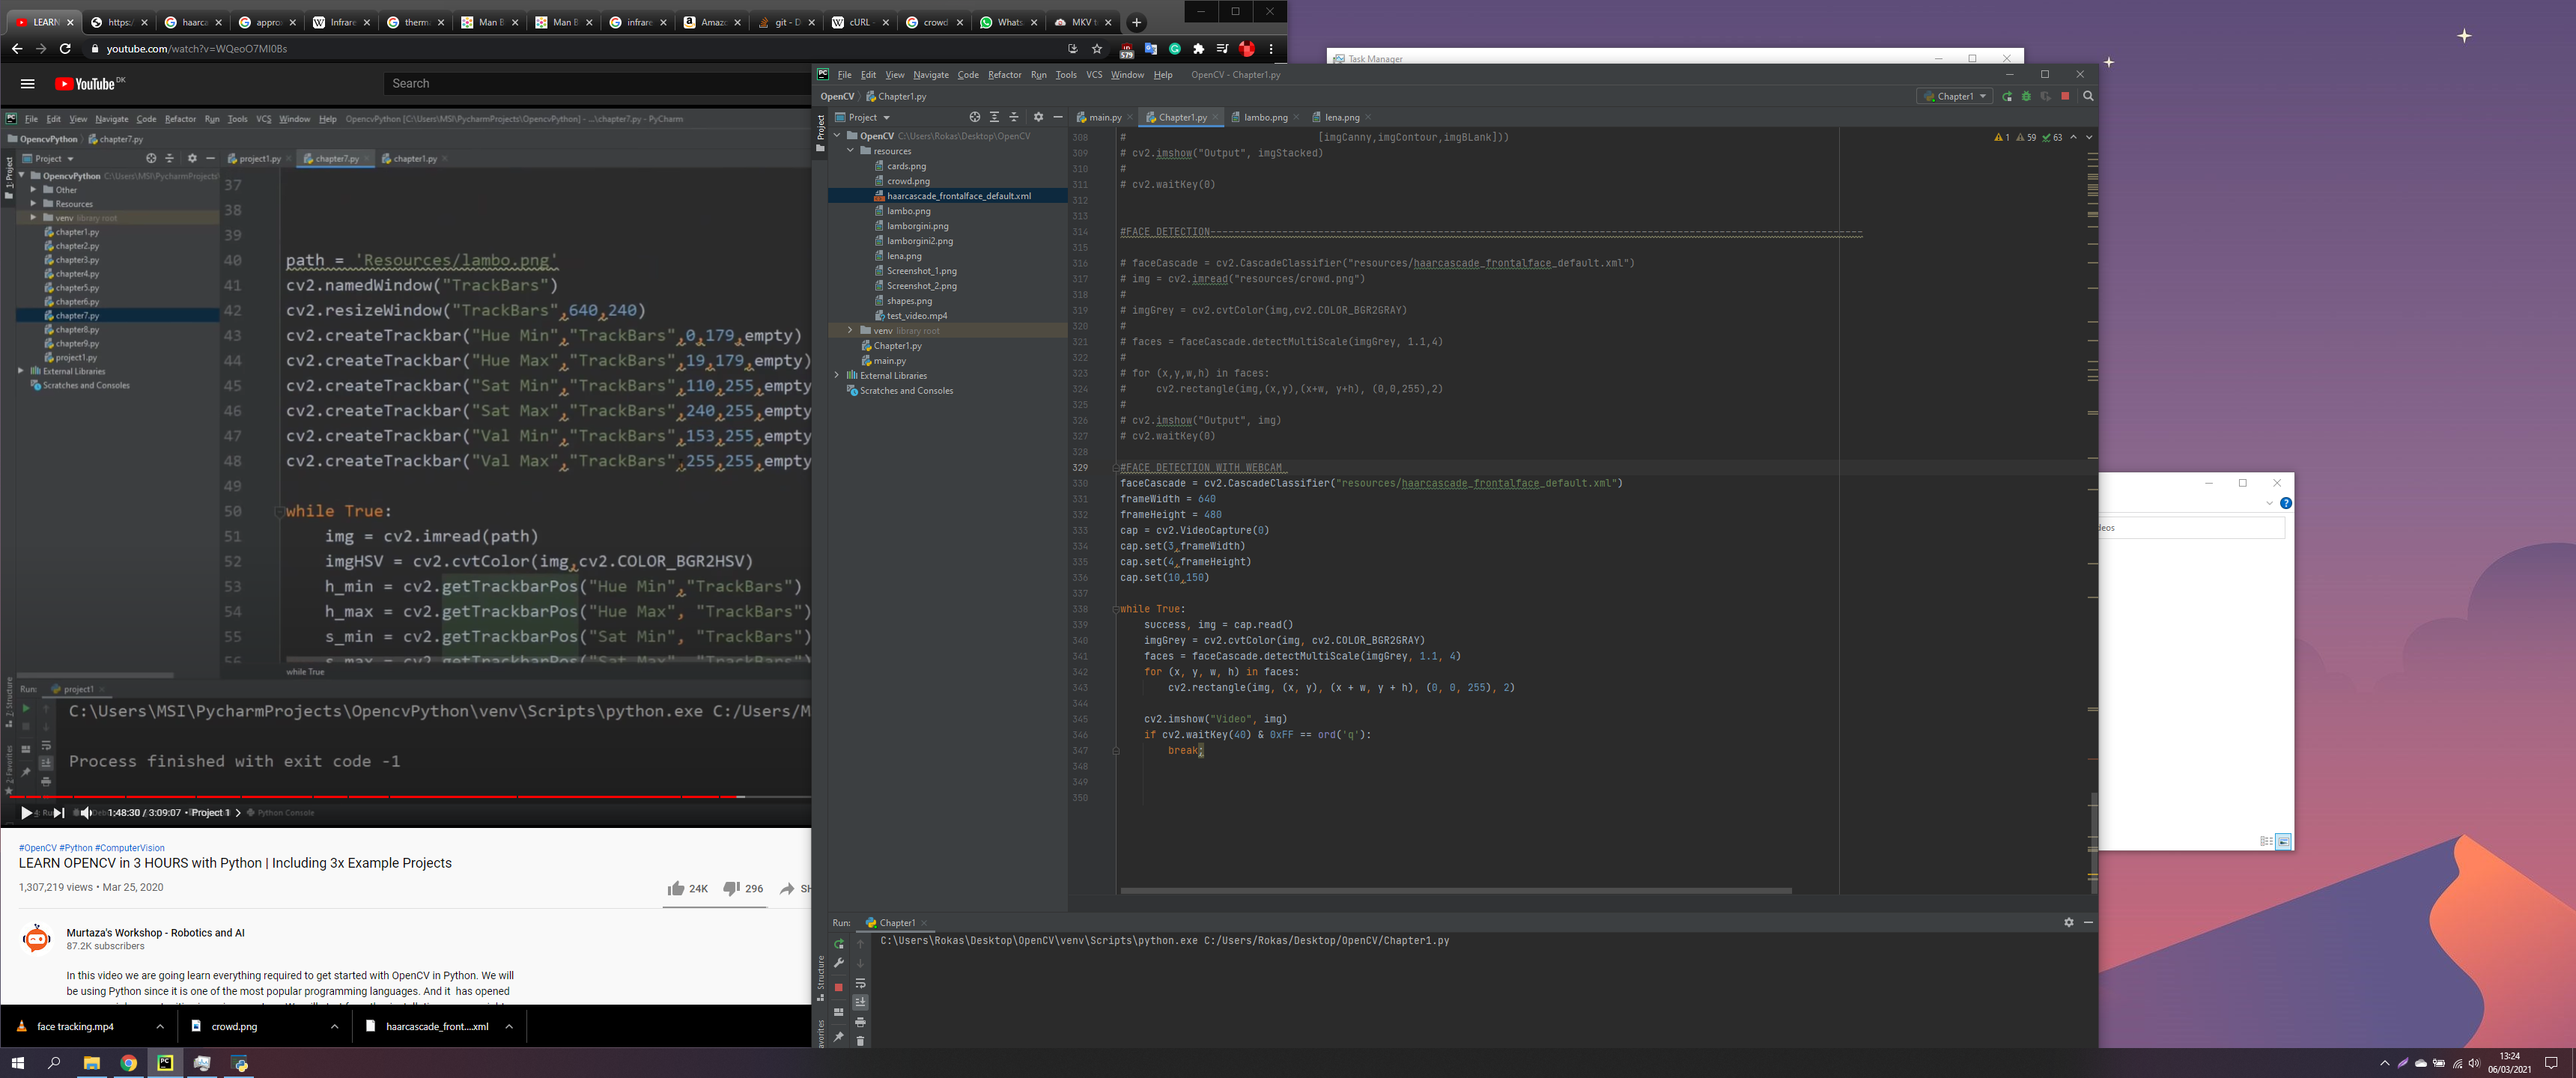 LEARN
https:/
haarca
approx
Infrare
therma
Man B
Man B
infrare
Amazo
git - D
cURL -
crowd
Whats
MKV t
youtube.com/watch?v=WQeoO7MI0Bs
579
YouTube DK
Search
Task Manager
File Edit View Navigate Code Refactor Run Tools VCS Window Help OpencvPython [C:\Users\MSI\PycharmProjects\OpencvPython] - ...\chapter7.py - PyCharm
OpencvPython chapter7.py
Project
project1.py chapter7.py chapter1.py
1: Project
OpencvPython C:\Users\MSI\PycharmProjects\
Other
Resources
venv library root
chapter1.py
chapter2.py
chapter3.py
chapter4.py
chapter5.py
chapter6.py
chapter7.py
chapter8.py
chapter9.py
project1.py
External Libraries
Scratches and Consoles
37
38
39
40 path = 'Resources/lambo.png'
41 cv2.namedWindow("TrackBars")
42 cv2.resizeWindow("TrackBars",640,240)
43 cv2.createTrackbar("Hue Min","TrackBars",0,179,empty)
44 cv2.createTrackbar("Hue Max","TrackBars",19,179,empty)
45 cv2.createTrackbar("Sat Min","TrackBars",110,255,empty
46 cv2.createTrackbar("Sat Max","TrackBars",240,255,empty
47 cv2.createTrackbar("Val Min","TrackBars",153,255,empty
48 cv2.createTrackbar("Val Max","TrackBars",255,255,empty
49
50 while True:
51 img = cv2.imread(path)
52 imgHSV = cv2.cvtColor(img,cv2.COLOR_BGR2HSV)
53 h_min = cv2.getTrackbarPos("Hue Min","TrackBars")
54 h_max = cv2.getTrackbarPos("Hue Max", "TrackBars")
55 s_min = cv2.getTrackbarPos("Sat Min", "TrackBars")
56 s_max = cv2.getTrackbarPos("Sat Max", "TrackBars")
while True
Run: project1
Z: Structure
2: Favorites
C:\Users\MSI\PycharmProjects\OpencvPython\venv\Scripts\python.exe C:/Users/M
Process finished with exit code -1
1:48:30 / 3:09:07 • Project 1
Python Console
#OpenCV #Python #ComputerVision
LEARN OPENCV in 3 HOURS with Python | Including 3x Example Projects
1,307,219 views • Mar 25, 2020
24K 296 SH
Murtaza's Workshop - Robotics and AI
87.2K subscribers
In this video we are going learn everything required to get started with OpenCV in Python. We will
be using Python since it is one of the most popular programming languages. And it has opened
face tracking.mp4
crowd.png
haarcascade_front....xml
File Edit View Navigate Code Refactor Run Tools VCS Window Help OpenCV - Chapter1.py
OpenCV Chapter1.py
Chapter1
Project
main.py Chapter1.py lambo.png lena.png
Project
OpenCV C:\Users\Rokas\Desktop\OpenCV
resources
cards.png
crowd.png
haarcascade_frontalface_default.xml
lambo.png
lamborgini.png
lamborgini2.png
lena.png
Screenshot_1.png
Screenshot_2.png
shapes.png
test_video.mp4
venv library root
Chapter1.py
main.py
External Libraries
Scratches and Consoles
1 59 63
308 # [imgCanny,imgContour,imgBLank]))
309 # cv2.imshow("Output", imgStacked)
310 #
311 # cv2.waitKey(0)
312
313
314 #FACE DETECTION------------------------------------------------------------------------------------------------------------
315
316 # faceCascade = cv2.CascadeClassifier("resources/haarcascade_frontalface_default.xml")
317 # img = cv2.imread("resources/crowd.png")
318 #
319 # imgGrey = cv2.cvtColor(img,cv2.COLOR_BGR2GRAY)
320 #
321 # faces = faceCascade.detectMultiScale(imgGrey, 1.1,4)
322 #
323 # for (x,y,w,h) in faces:
324 # cv2.rectangle(img,(x,y),(x+w, y+h), (0,0,255),2)
325 #
326 # cv2.imshow("Output", img)
327 # cv2.waitKey(0)
328
329 #FACE DETECTION WITH WEBCAM
330 faceCascade = cv2.CascadeClassifier("resources/haarcascade_frontalface_default.xml")
331 frameWidth = 640
332 frameHeight = 480
333 cap = cv2.VideoCapture(0)
334 cap.set(3,frameWidth)
335 cap.set(4,frameHeight)
336 cap.set(10,150)
337
338 while True:
339 success, img = cap.read()
340 imgGrey = cv2.cvtColor(img, cv2.COLOR_BGR2GRAY)
341 faces = faceCascade.detectMultiScale(imgGrey, 1.1, 4)
342 for (x, y, w, h) in faces:
343 cv2.rectangle(img, (x, y), (x + w, y + h), (0, 0, 255), 2)
344
345 cv2.imshow("Video", img)
346 if cv2.waitKey(40) & 0xFF == ord('q'):
347 break;
348
349
350
Run: Chapter1
C:\Users\Rokas\Desktop\OpenCV\venv\Scripts\python.exe C:/Users/Rokas/Desktop/OpenCV/Chapter1.py
Structure
avorites
deos
13:24
06/03/2021